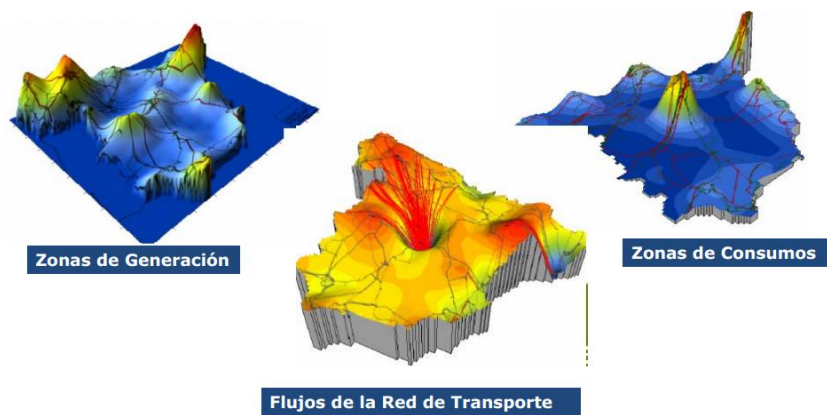 Zonas de Generación
Zonas de Consumos
Flujos de la Red de Transporte